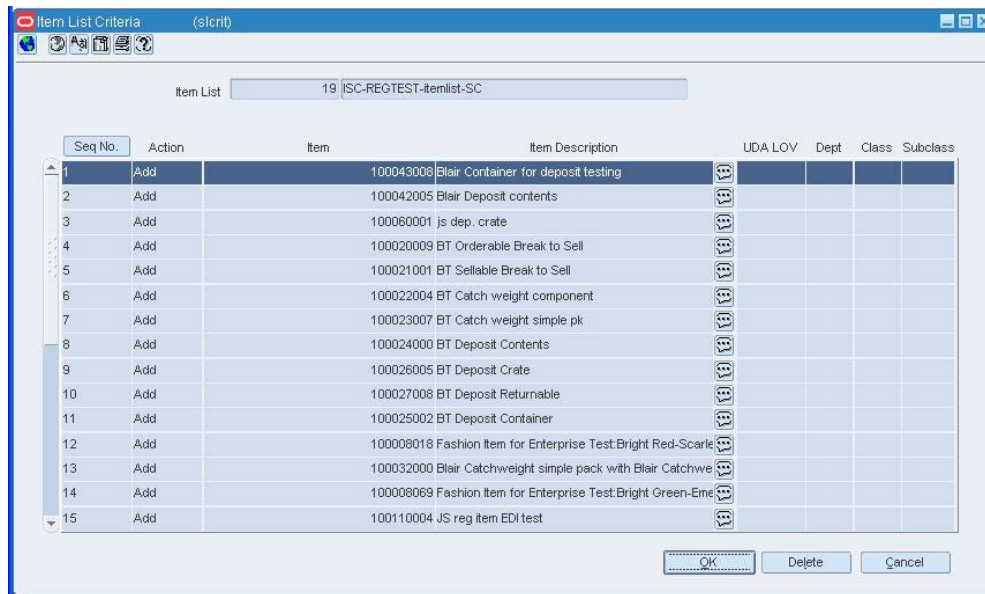 Item List Criteria (slcrit)
Item List 19 ISC-REGTEST-itemlist-SC
Seq No. Action Item Item Description UDA LOV Dept Class Subclass
1 Add 100043008 Blair Container for deposit testing
2 Add 100042005 Blair Deposit contents
3 Add 100060001 js dep. crate
4 Add 100020009 BT Orderable Break to Sell
5 Add 100021001 BT Sellable Break to Sell
6 Add 100022004 BT Catch weight component
7 Add 100023007 BT Catch weight simple pk
8 Add 100024000 BT Deposit Contents
9 Add 100026005 BT Deposit Crate
10 Add 100027008 BT Deposit Returnable
11 Add 100025002 BT Deposit Container
12 Add 100008018 Fashion Item for Enterprise Test:Bright Red-Scarle
13 Add 100032000 Blair Catchweight simple pack with Blair Catchwe
14 Add 100008069 Fashion Item for Enterprise Test:Bright Green-Eme
15 Add 100110004 JS reg item EDI test
OK Delete Cancel